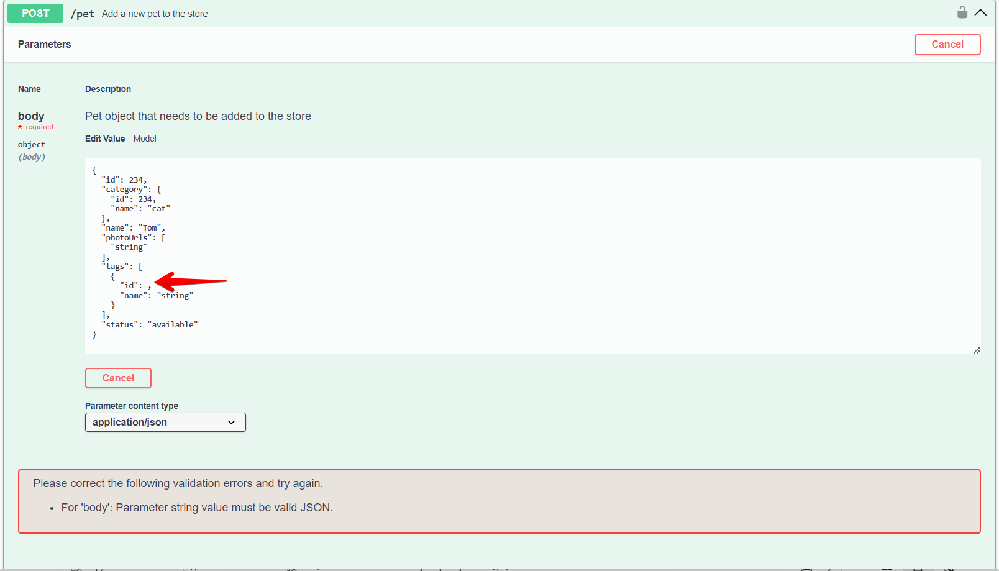 POST /pet Add a new pet to the store
Parameters
Cancel
Name Description
body
* required
object
(body)
Pet object that needs to be added to the store
Edit Value | Model
{
  "id": 234,
  "category": {
    "id": 234,
    "name": "cat"
  },
  "name": "Tom",
  "photoUrls": [
    "string"
  ],
  "tags": [
    {
      "id": ,
      "name": "string"
    }
  ],
  "status": "available"
}
Cancel
Parameter content type
application/json
Please correct the following validation errors and try again.
• For 'body': Parameter string value must be valid JSON.